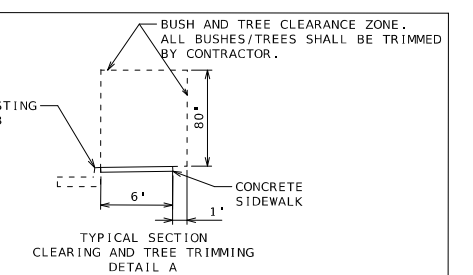 BUSH AND TREE CLEARANCE ZONE.
ALL BUSHES/TREES SHALL BE TRIMMED
BY CONTRACTOR.
STING
80"
CONCRETE
SIDEWALK
6'
1'
TYPICAL SECTION
CLEARING AND TREE TRIMMING
DETAIL A